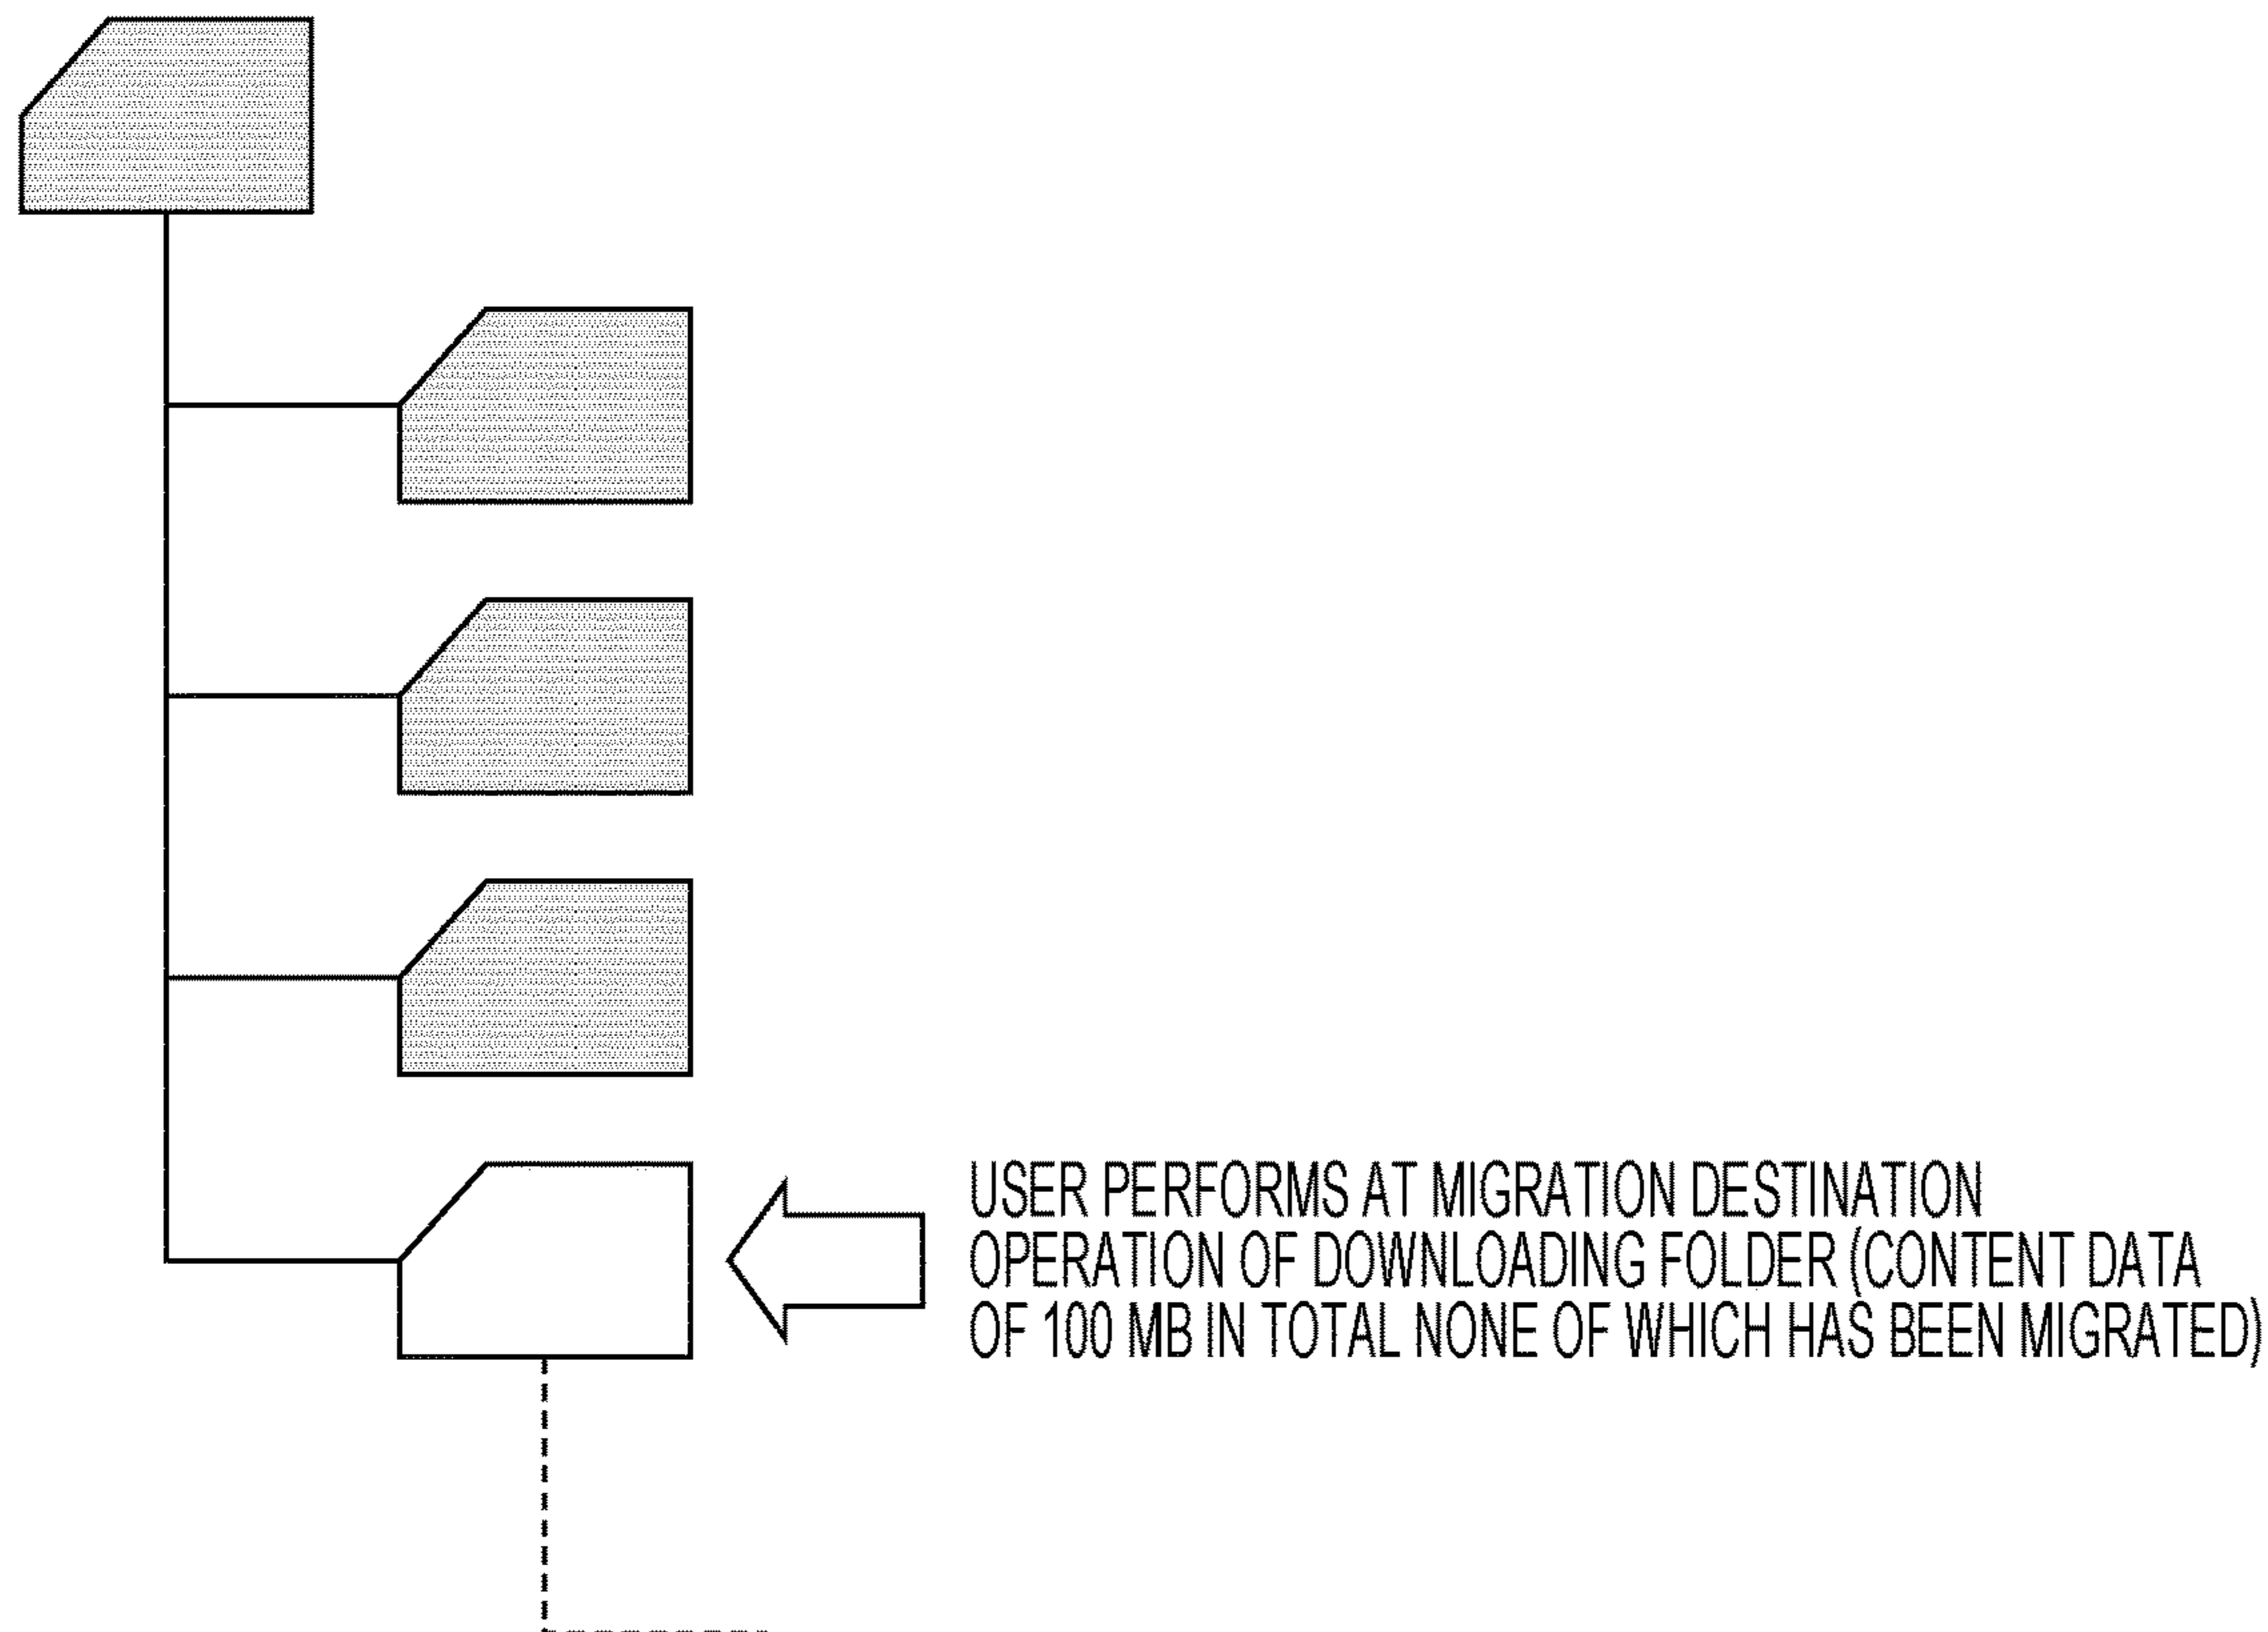 USER PERFORMS AT MIGRATION DESTINATION
OPERATION OF DOWNLOADING FOLDER (CONTENT DATA
OF 100 MB IN TOTAL NONE OF WHICH HAS BEEN MIGRATED)